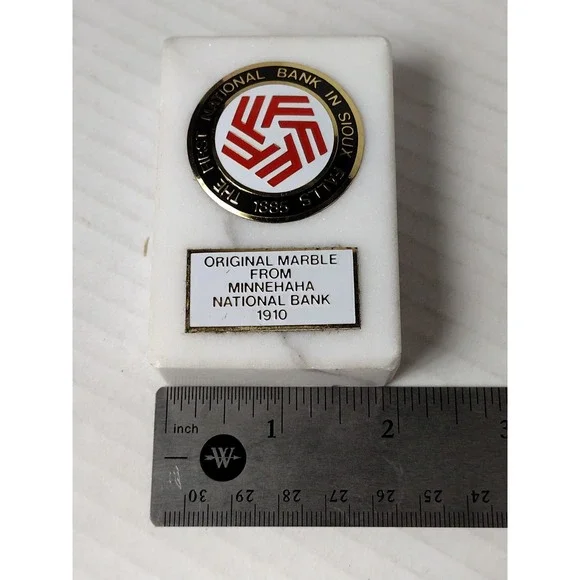 THE FIRST NATIONAL BANK IN SIOUX FALLS
1885
ORIGINAL MARBLE
FROM
MINNEHAHA
NATIONAL BANK
1910
1 2 3
inch
W
30 29 28 27 26 25 24